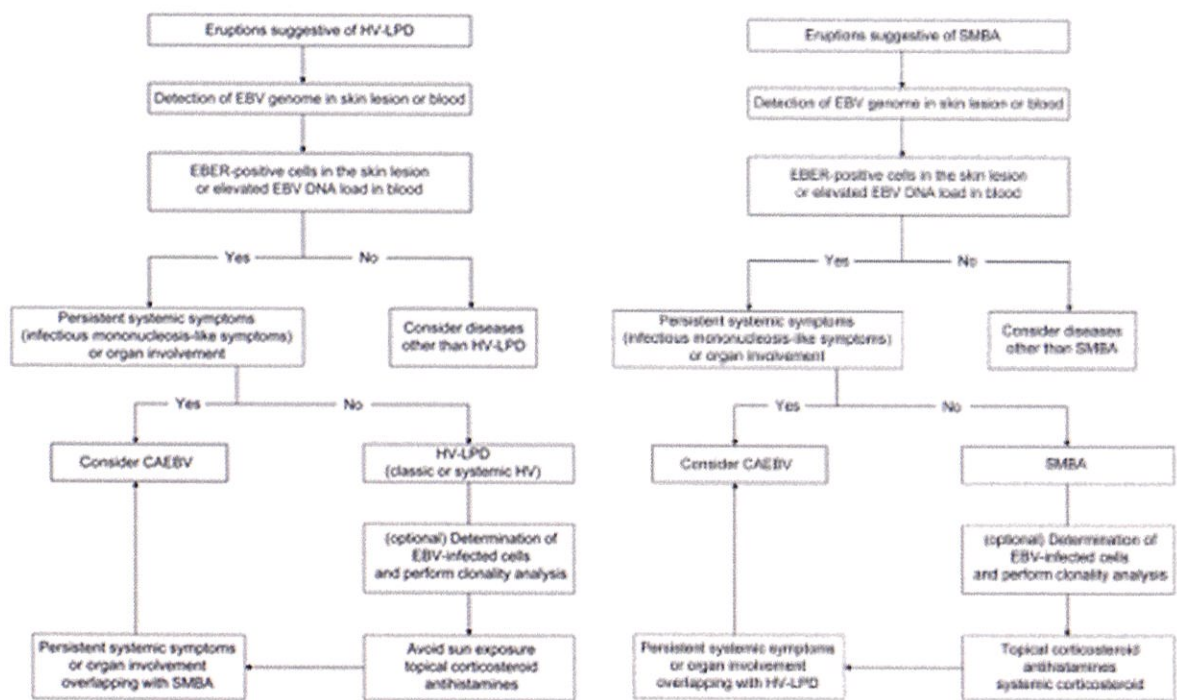 Eruptions suggestive of HV-LPD
Detection of EBV genome in skin lesion or blood
EBER-positive cells in the skin lesion
or elevated EBV DNA load in blood
Yes
No
Persistent systemic symptoms
(infectious mononucleosis-like symptoms)
or organ involvement
Consider diseases
other than HV-LPD
Yes
No
Consider CAEBV
HV-LPD
(classic or systemic HV)
(optional) Determination of
EBV-infected cells
and perform clonality analysis
Persistent systemic symptoms
or organ involvement
overlapping with SMBA
Avoid sun exposure
topical corticosteroid
antihistamines
Eruptions suggestive of SMBA
Detection of EBV genome in skin lesion or blood
EBER-positive cells in the skin lesion
or elevated EBV DNA load in blood
Yes
No
Persistent systemic symptoms
(infectious mononucleosis-like symptoms)
or organ involvement
Consider diseases
other than SMBA
Yes
No
Consider CAEBV
SMBA
(optional) Determination of
EBV-infected cells
and perform clonality analysis
Persistent systemic symptoms
or organ involvement
overlapping with HV-LPD
Topical corticosteroid
antihistamines
systemic corticosteroid